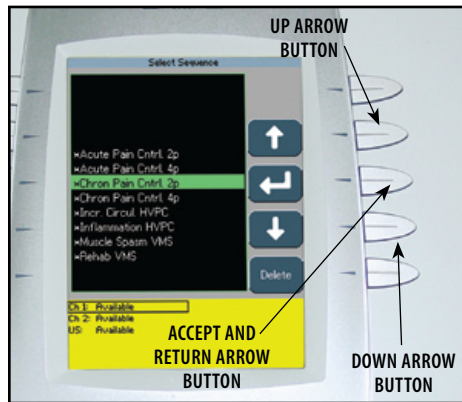 UP ARROW
BUTTON
Select Sequence
×Acute Pain Cntrl. 2p
×Acute Pain Cntrl. 4p
×Chron Pain Cntrl. 2p
×Chron Pain Cntrl. 4p
×Incr. Circul. HVPC
×Inflammation HVPC
×Muscle Spasm VMS
×Rehab VMS
Delete
Ch 1: Available
Ch 2: Available
US: Available
ACCEPT AND
RETURN ARROW
BUTTON
DOWN ARROW
BUTTON